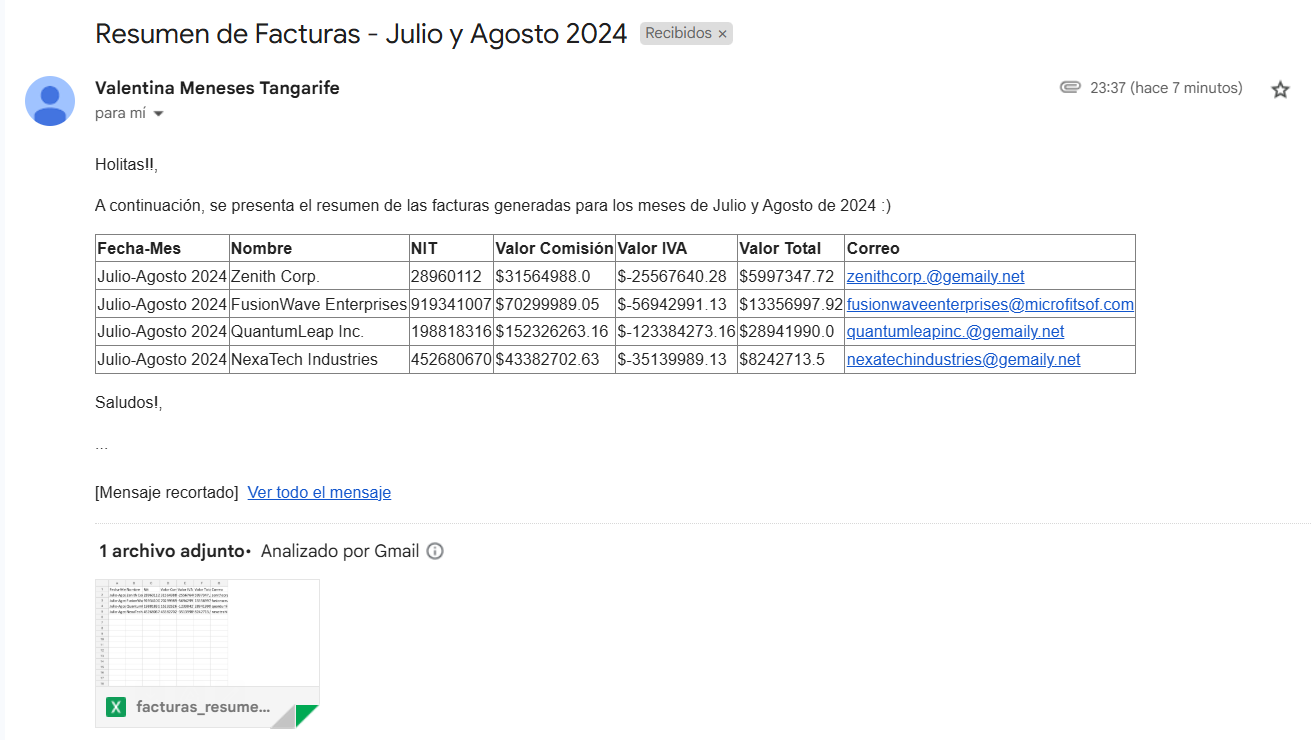 Resumen de Facturas - Julio y Agosto 2024 Recibidos ×
Valentina Meneses Tangarife 23:37 (hace 7 minutos)
para mí
Holitas!!,
A continuación, se presenta el resumen de las facturas generadas para los meses de Julio y Agosto de 2024 :)
Fecha-Mes Nombre NIT Valor Comisión Valor IVA Valor Total Correo
Julio-Agosto 2024 Zenith Corp. 28960112 $31564988.0 $-25567640.28 $5997347.72 zenithcorp.@gemaily.net
Julio-Agosto 2024 FusionWave Enterprises 919341007 $70299989.05 $-56942991.13 $13356997.92 fusionwaveenterprises@microfitsof.com
Julio-Agosto 2024 QuantumLeap Inc. 198818316 $152326263.16 $-123384273.16 $28941990.0 quantumleapinc.@gemaily.net
Julio-Agosto 2024 NexaTech Industries 452680670 $43382702.63 $-35139989.13 $8242713.5 nexatechindustries@gemaily.net
Saludos!,
...
[Mensaje recortado] Ver todo el mensaje
1 archivo adjunto• Analizado por Gmail
facturas_resume...